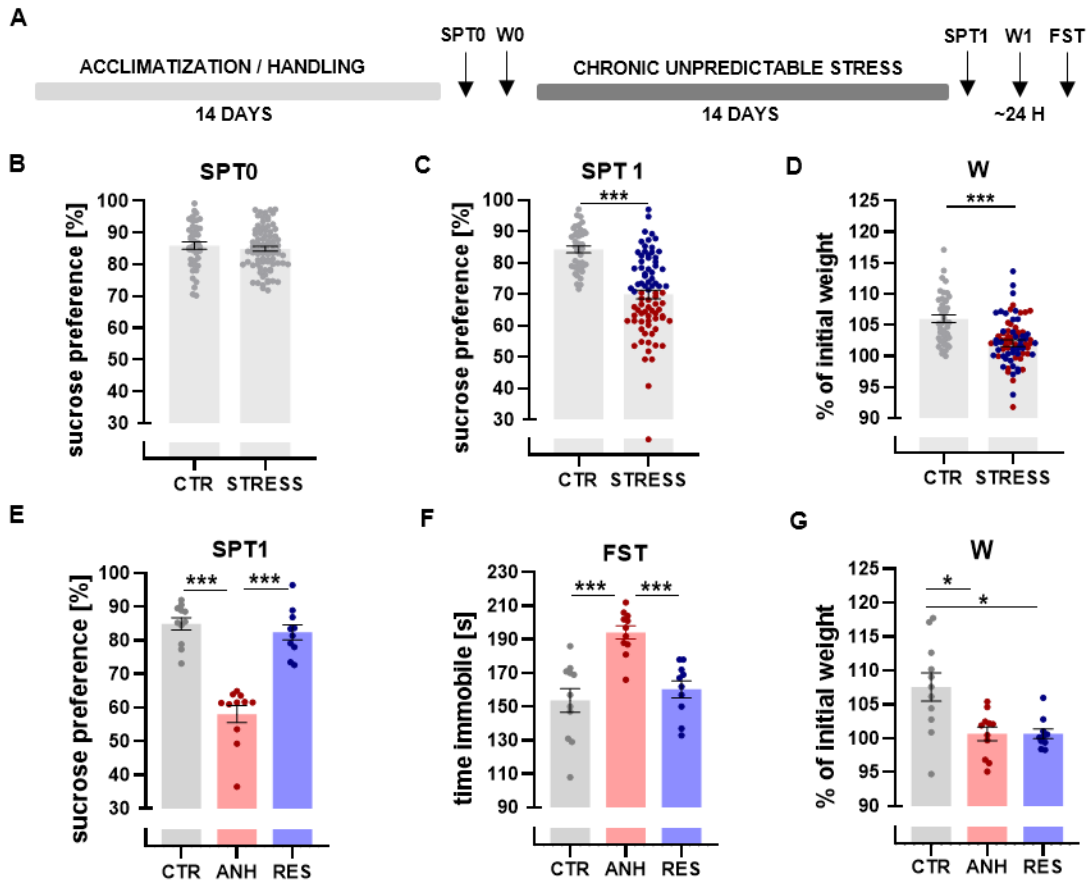 A
SPT0 W0 SPT1 W1 FST
ACCLIMATIZATION / HANDLING CHRONIC UNPREDICTABLE STRESS
14 DAYS 14 DAYS ~24 H
B
SPT0
sucrose preference [%]
100
90
80
70
60
50
40
30
CTR STRESS
C
SPT 1
***
sucrose preference [%]
100
90
80
70
60
50
40
30
CTR STRESS
D
W
***
% of initial weight
125
120
115
110
105
100
95
90
CTR STRESS
E
SPT1
*** ***
sucrose preference [%]
100
90
80
70
60
50
40
30
CTR ANH RES
F
FST
*** ***
time immobile [s]
230
210
190
170
150
130
110
90
CTR ANH RES
G
W
*
*
% of initial weight
125
120
115
110
105
100
95
90
CTR ANH RES